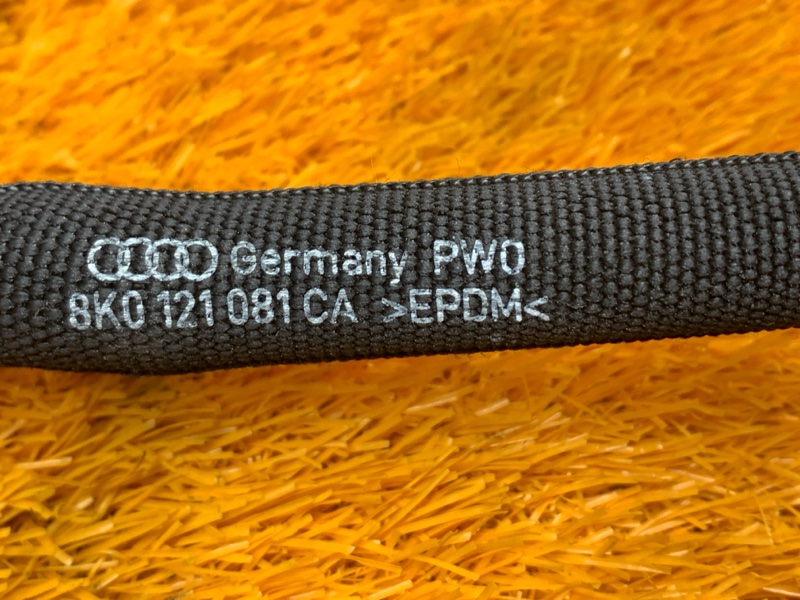 Germany PWO
8K0 121 081 CA >EPDM<